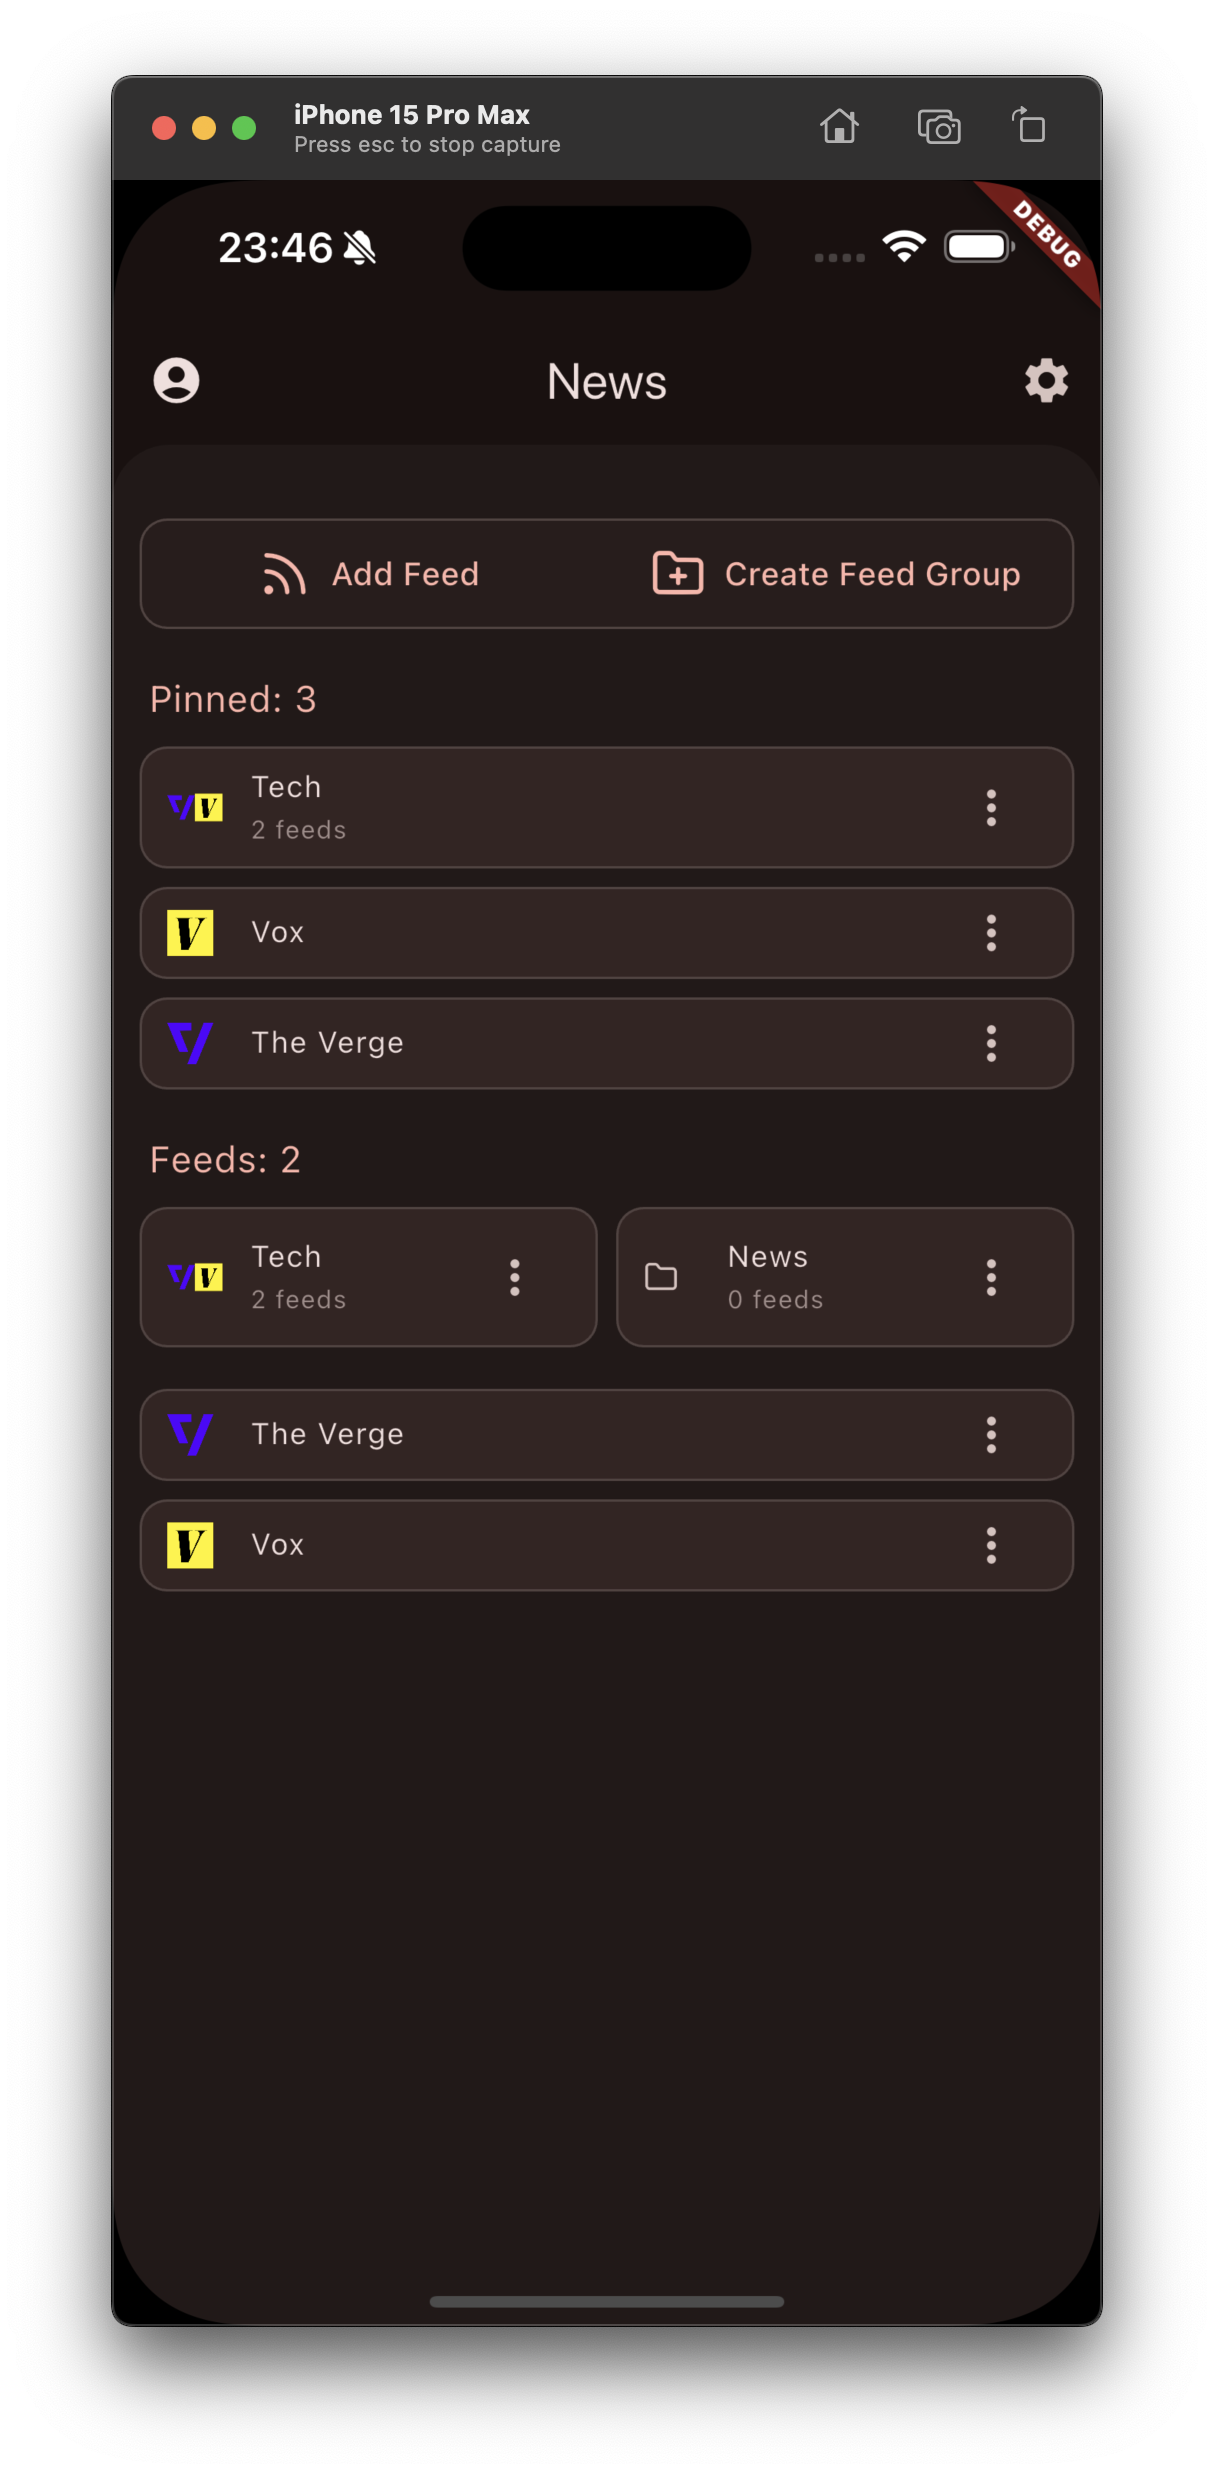 iPhone 15 Pro Max
Press esc to stop capture
23:46
DEBUG
News
Add Feed
Create Feed Group
Pinned: 3
Tech
2 feeds
Vox
The Verge
Feeds: 2
Tech
2 feeds
News
0 feeds
The Verge
Vox